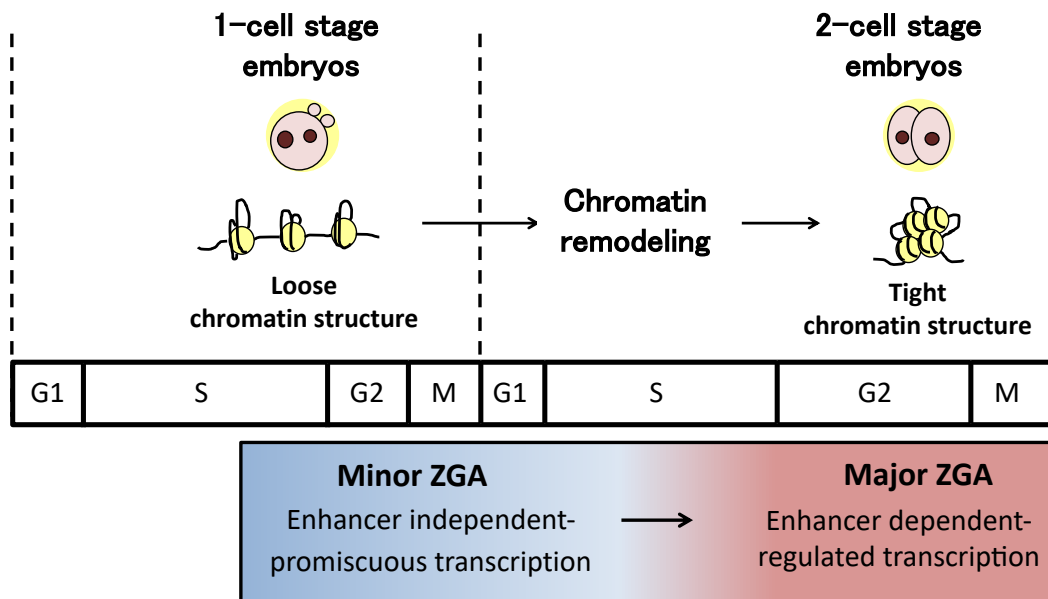 1-cell stage
embryos
2-cell stage
embryos
Chromatin
remodeling
Loose
chromatin structure
Tight
chromatin structure
G1 S G2 M G1 S G2 M
Minor ZGA
Enhancer independent-
promiscuous transcription
Major ZGA
Enhancer dependent-
regulated transcription